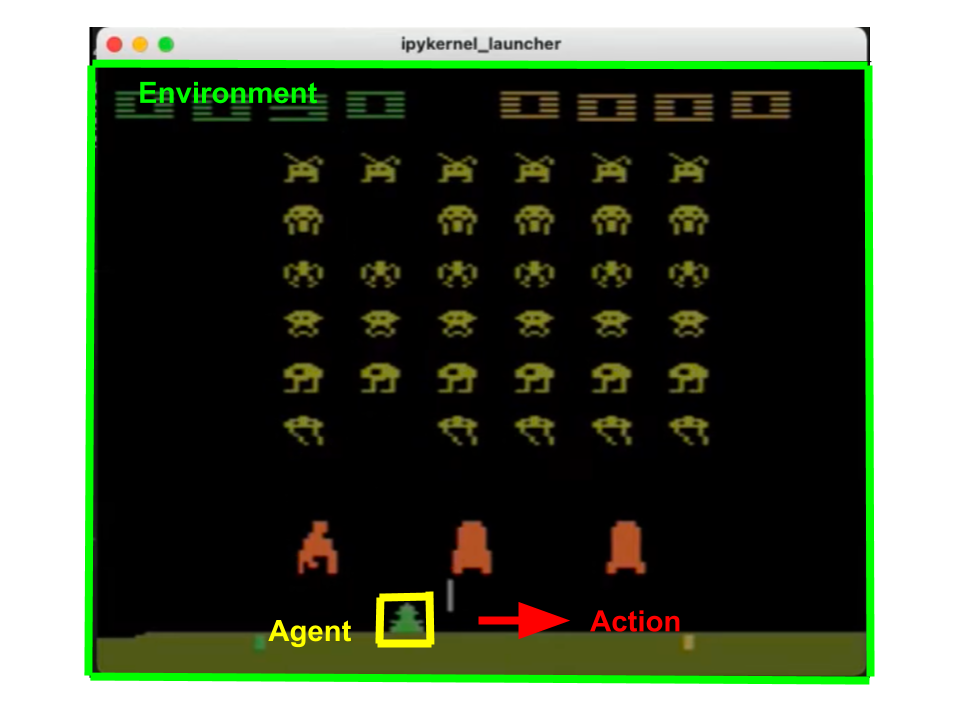 ipykernel_launcher
Environment
Agent
Action